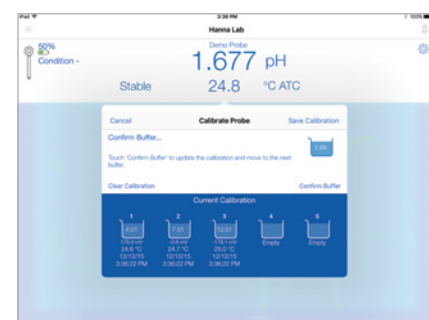 iPad
3:38 PM
100%
Hanna Lab
50%
Condition -
Demo Probe
1.677 pH
Stable 24.8 °C ATC
Cancel Calibrate Probe Save Calibration
Confirm Buffer...
1.68
Touch 'Confirm Buffer' to update the calibration and move to the next
buffer.
Clear Calibration Confirm Buffer
Current Calibration
1 2 3 4 5
4.01 7.01 10.01
Empty Empty
24.8 °C 24.7 °C 25.0 °C
12/12/15 12/12/15 12/12/15
3:36:22 PM 3:36:22 PM 3:36:22 PM